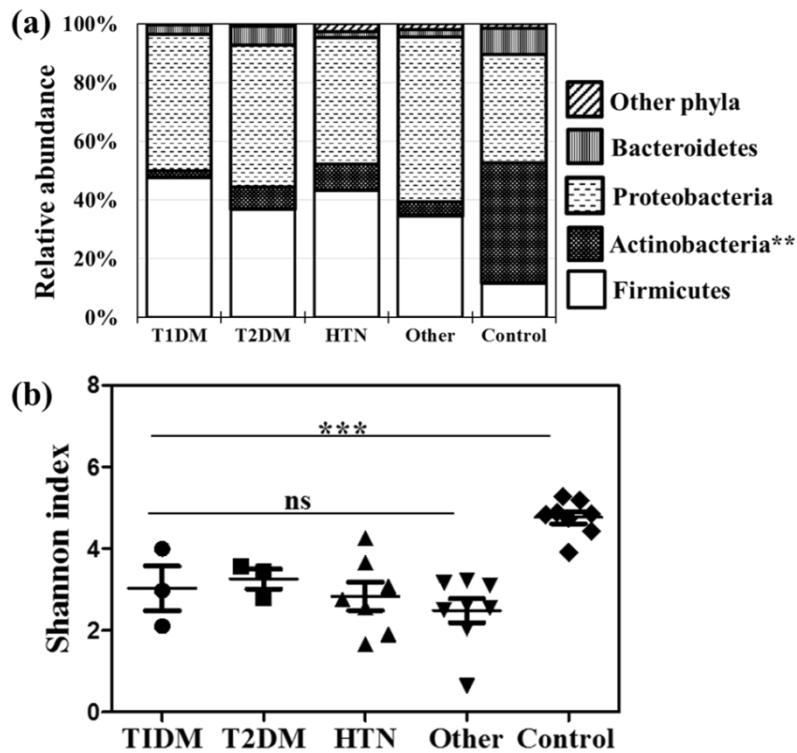 (a)
Relative abundance
100%
80%
60%
40%
20%
0%
T1DM T2DM HTN Other Control
Other phyla
Bacteroidetes
Proteobacteria
Actinobacteria**
Firmicutes
(b)
Shannon index
8
6
4
2
0
***
ns
TIDM T2DM HTN Other Control